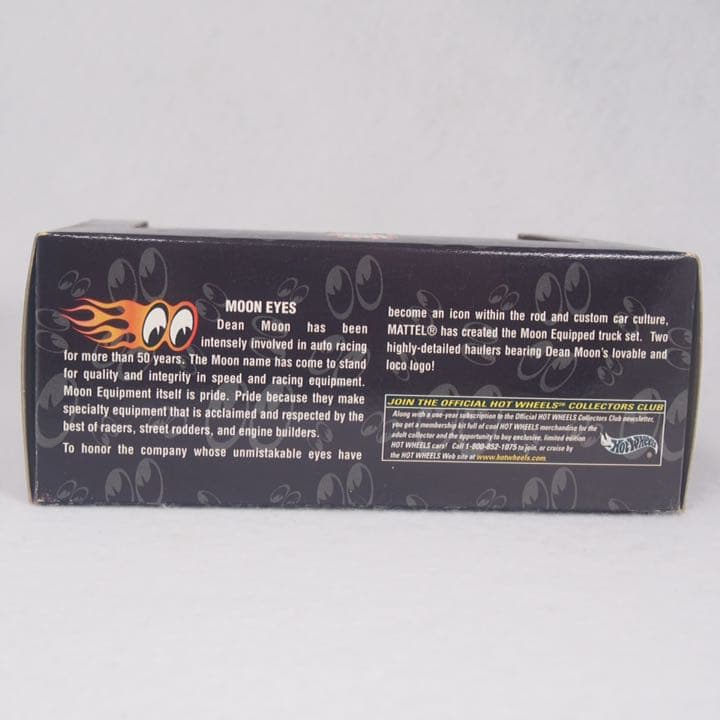 MOON EYES
Dean Moon has been
intensely involved in auto racing
for more than 50 years. The Moon name has come to stand
for quality and integrity in speed and racing equipment.
Moon Equipment itself is pride. Pride because they make
specialty equipment that is acclaimed and respected by the
best of racers, street rodders, and engine builders.
To honor the company whose unmistakable eyes have
become an icon within the rod and custom car culture,
MATTEL® has created the Moon Equipped truck set. Two
highly-detailed haulers bearing Dean Moon's lovable and
loco logo!
JOIN THE OFFICIAL HOT WHEELS™ COLLECTORS CLUB
Along with a one-year subscription to the Official HOT WHEELS Collectors Club newsletter,
you get a membership kit full of cool HOT WHEELS merchandising for the
adult collector and the opportunity to buy exclusive, limited edition
HOT WHEELS cars! Call 1-800-852-1075 to join, or cruise by
the HOT WHEELS Web site at www.hotwheels.com
Hot Wheels